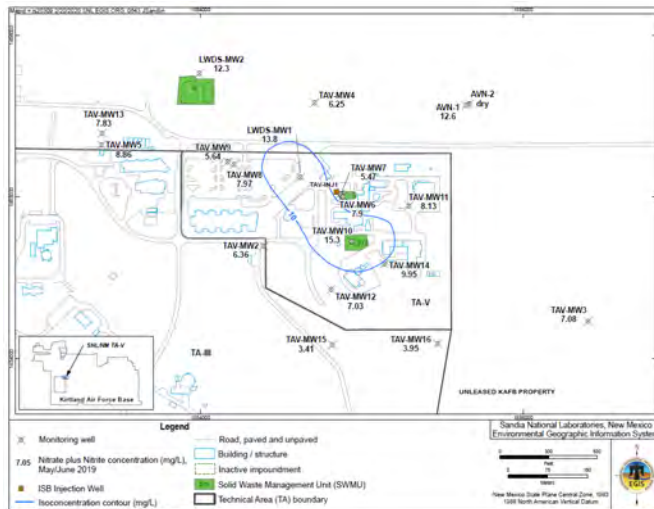 LWDS-MW2
12.3
TAV-MW4
6.25
AVN-2
dry
AVN-1
12.6
TAV-MW13
7.83
LWDS-MW1
13.8
TAV-MW5
8.86
TAV-MW9
5.64
TAV-MW8
7.97
TAV-MW7
5.47
TAV-INJ1
TAV-MW6
7.9
TAV-MW11
8.13
10
TAV-MW10
15.3
TAV-MW2
6.36
TAV-MW14
9.95
TA-V
TAV-MW12
7.03
TAV-MW3
7.08
TAV-MW15
3.41
TAV-MW16
3.95
TA-III
SNL/NM TA-V
Kirtland Air Force Base
UNLEASED KAFB PROPERTY
Legend
Monitoring well
7.05 Nitrate plus Nitrite concentration (mg/L),
May/June 2019
ISB Injection Well
Isoconcentration contour (mg/L)
Road, paved and unpaved
Building / structure
Inactive impoundment
Solid Waste Management Unit (SWMU)
Technical Area (TA) boundary
Sandia National Laboratories, New Mexico
Environmental Geographic Information System
Feet
Meters
New Mexico State Plane Central Zone, 1983
1988 North American Vertical Datum
EGIS